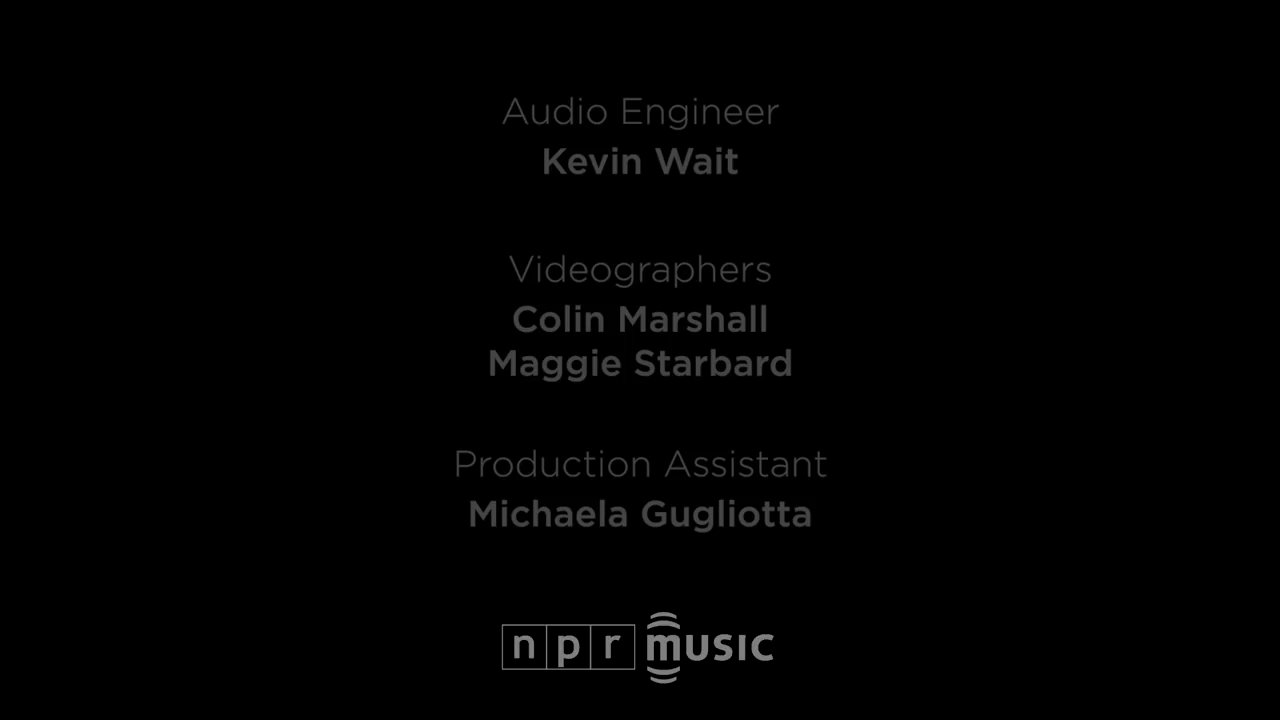 Audio Engineer
Kevin Wait
Videographers
Colin Marshall
Maggie Starbard
Production Assistant
Michaela Gugliotta
npr music